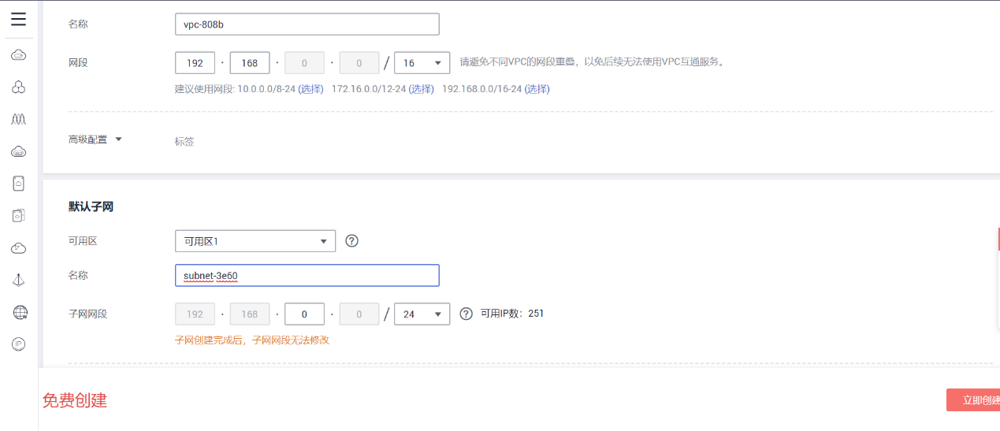 名称 vpc-808b
网段 192 · 168 · 0 · 0 / 16 请避免不同VPC的网段重叠，以免后续无法使用VPC互通服务。
建议使用网段: 10.0.0.0/8-24 (选择) 172.16.0.0/12-24 (选择) 192.168.0.0/16-24 (选择)
高级配置 标签
默认子网
可用区 可用区1 ?
名称 subnet-3e60
子网网段 192 · 168 · 0 · 0 / 24 ? 可用IP数：251
子网创建完成后，子网网段无法修改
W
IP
免费创建 立即创建